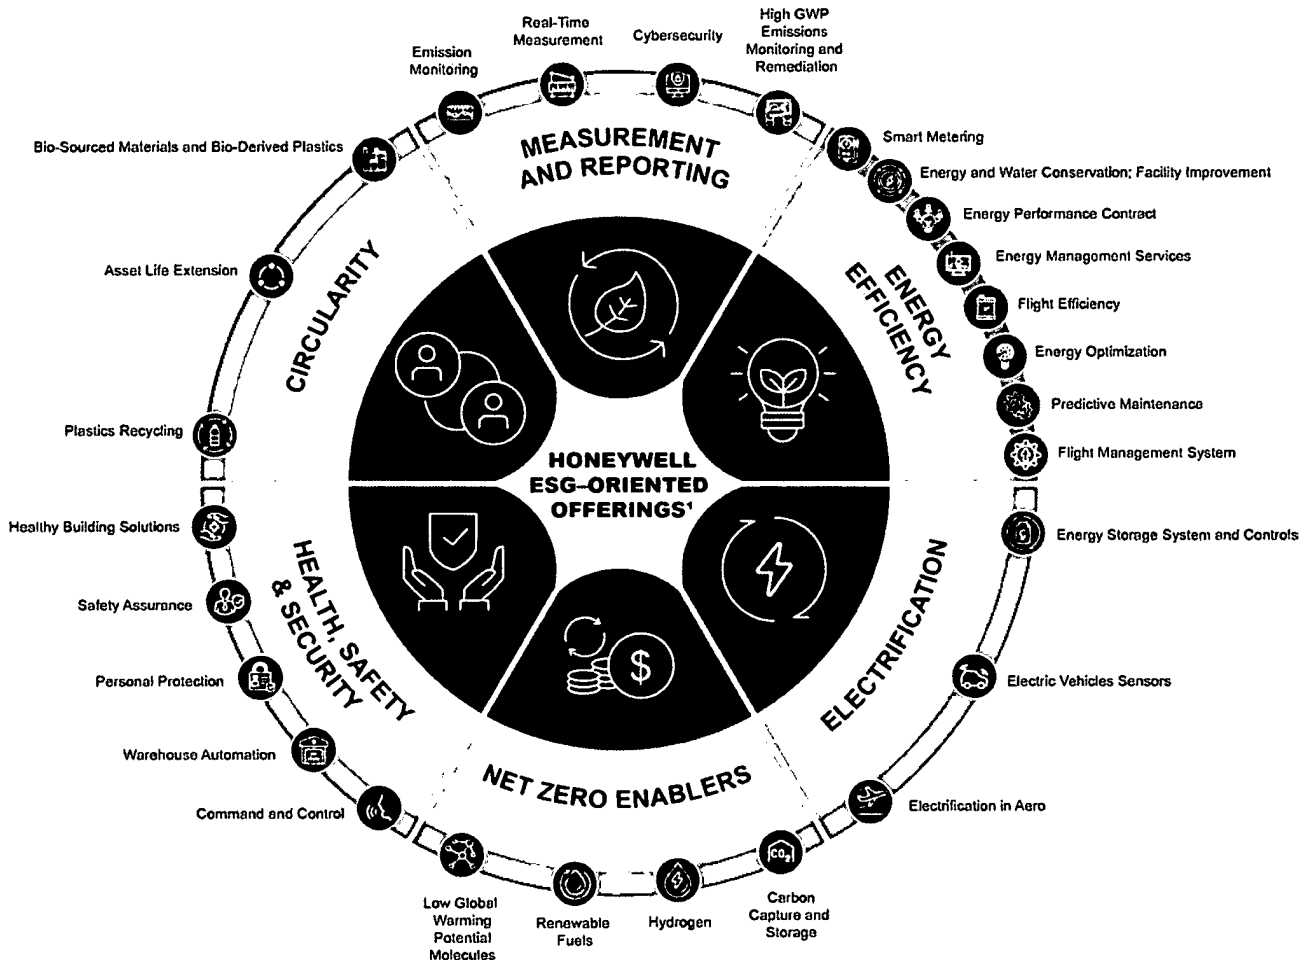 Real-Time
Measurement
Cybersecurity
High GWP
Emissions
Monitoring and
Remediation
Emission
Monitoring
Bio-Sourced Materials and Bio-Derived Plastics
Asset Life Extension
Plastics Recycling
Healthy Building Solutions
Safety Assurance
Personal Protection
Warehouse Automation
Command and Control
Low Global
Warming
Potential
Molecules
Renewable
Fuels
Hydrogen
Carbon
Capture and
Storage
Smart Metering
Energy and Water Conservation; Facility Improvement
Energy Performance Contract
Energy Management Services
Flight Efficiency
Energy Optimization
Predictive Maintenance
Flight Management System
Energy Storage System and Controls
Electric Vehicles Sensors
Electrification in Aero
MEASUREMENT
AND REPORTING
ENERGY
EFFICIENCY
ELECTRIFICATION
NET ZERO ENABLERS
HEALTH, SAFETY
& SECURITY
CIRCULARITY
HONEYWELL
ESG–ORIENTED
OFFERINGS¹
$
CO₂